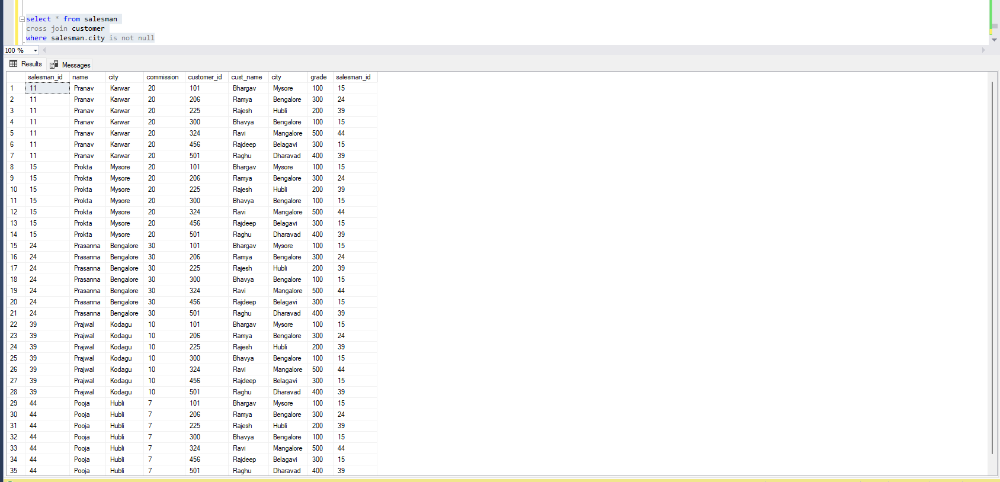 select * from salesman
cross join customer
where salesman.city is not null
100 %
Results Messages
salesman_id name city commission customer_id cust_name city grade salesman_id
1 11 Pranav Karwar 20 101 Bhargav Mysore 100 15
2 11 Pranav Karwar 20 206 Ramya Bengalore 300 24
3 11 Pranav Karwar 20 225 Rajesh Hubli 200 39
4 11 Pranav Karwar 20 300 Bhavya Bengalore 100 15
5 11 Pranav Karwar 20 324 Ravi Mangalore 500 44
6 11 Pranav Karwar 20 456 Rajdeep Belagavi 300 15
7 11 Pranav Karwar 20 501 Raghu Dharavad 400 39
8 15 Prokta Mysore 20 101 Bhargav Mysore 100 15
9 15 Prokta Mysore 20 206 Ramya Bengalore 300 24
10 15 Prokta Mysore 20 225 Rajesh Hubli 200 39
11 15 Prokta Mysore 20 300 Bhavya Bengalore 100 15
12 15 Prokta Mysore 20 324 Ravi Mangalore 500 44
13 15 Prokta Mysore 20 456 Rajdeep Belagavi 300 15
14 15 Prokta Mysore 20 501 Raghu Dharavad 400 39
15 24 Prasanna Bengalore 30 101 Bhargav Mysore 100 15
16 24 Prasanna Bengalore 30 206 Ramya Bengalore 300 24
17 24 Prasanna Bengalore 30 225 Rajesh Hubli 200 39
18 24 Prasanna Bengalore 30 300 Bhavya Bengalore 100 15
19 24 Prasanna Bengalore 30 324 Ravi Mangalore 500 44
20 24 Prasanna Bengalore 30 456 Rajdeep Belagavi 300 15
21 24 Prasanna Bengalore 30 501 Raghu Dharavad 400 39
22 39 Prajwal Kodagu 10 101 Bhargav Mysore 100 15
23 39 Prajwal Kodagu 10 206 Ramya Bengalore 300 24
24 39 Prajwal Kodagu 10 225 Rajesh Hubli 200 39
25 39 Prajwal Kodagu 10 300 Bhavya Bengalore 100 15
26 39 Prajwal Kodagu 10 324 Ravi Mangalore 500 44
27 39 Prajwal Kodagu 10 456 Rajdeep Belagavi 300 15
28 39 Prajwal Kodagu 10 501 Raghu Dharavad 400 39
29 44 Pooja Hubli 7 101 Bhargav Mysore 100 15
30 44 Pooja Hubli 7 206 Ramya Bengalore 300 24
31 44 Pooja Hubli 7 225 Rajesh Hubli 200 39
32 44 Pooja Hubli 7 300 Bhavya Bengalore 100 15
33 44 Pooja Hubli 7 324 Ravi Mangalore 500 44
34 44 Pooja Hubli 7 456 Rajdeep Belagavi 300 15
35 44 Pooja Hubli 7 501 Raghu Dharavad 400 39